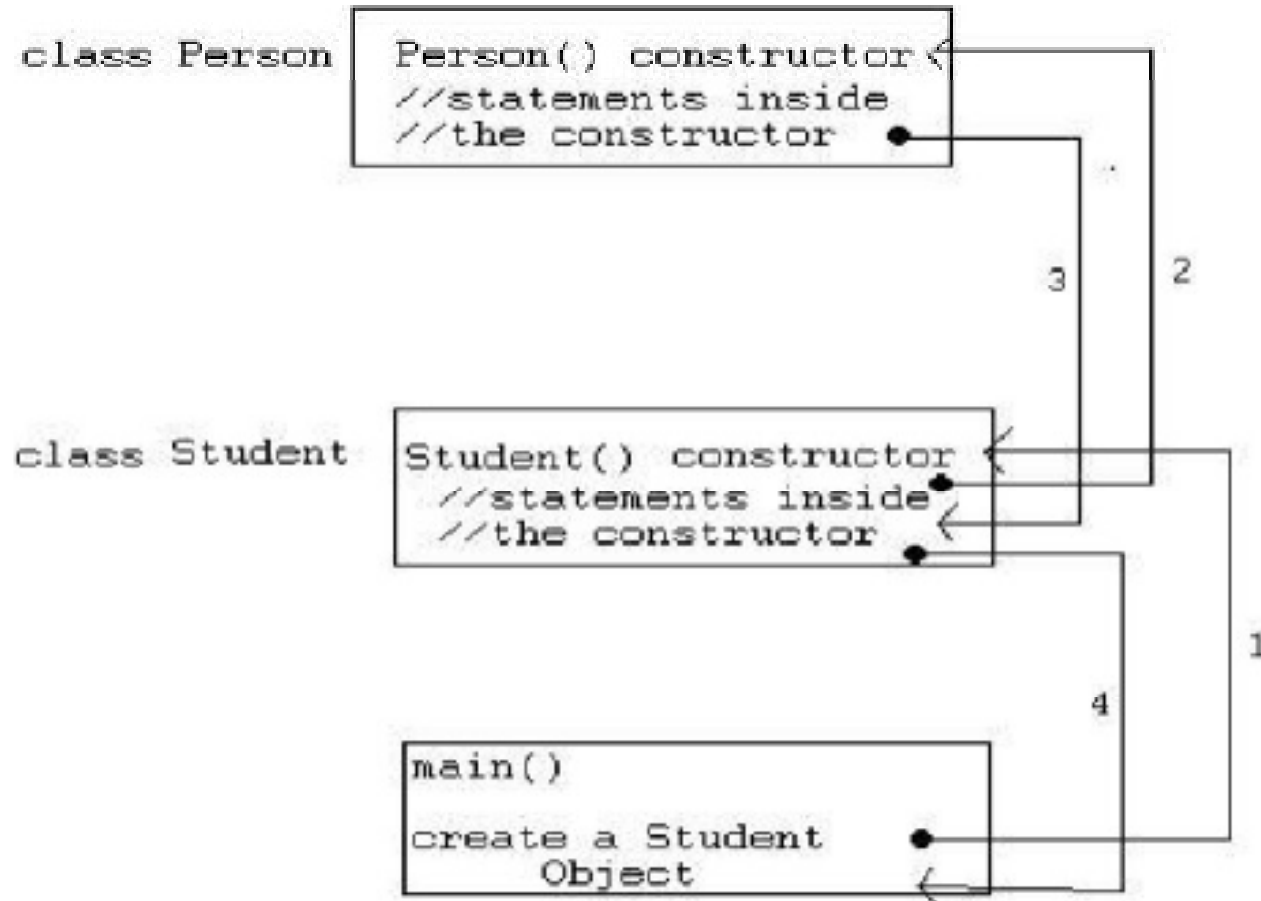 class Person
Person() constructor
//statements inside
//the constructor
3
2
class Student
Student() constructor
//statements inside
//the constructor
1
4
main()
create a Student
Object